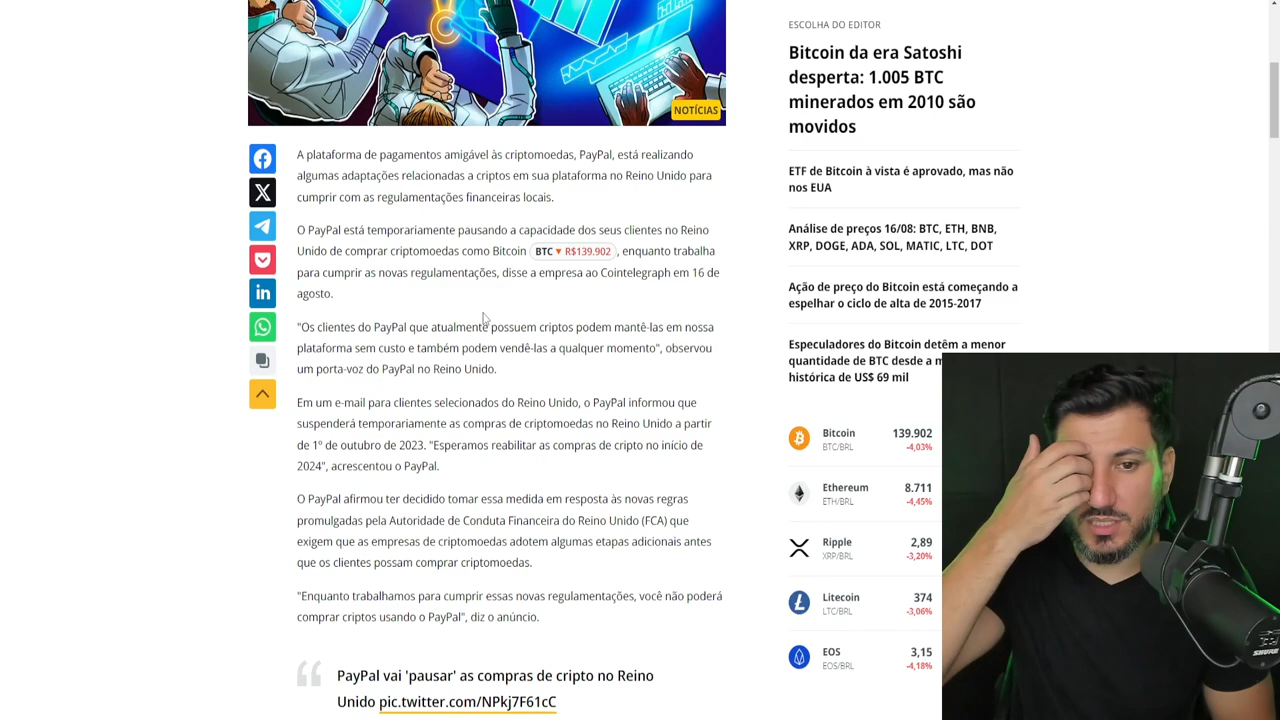 NOTÍCIAS
A plataforma de pagamentos amigável às criptomoedas, PayPal, está realizando
algumas adaptações relacionadas a criptos em sua plataforma no Reino Unido para
cumprir com as regulamentações financeiras locais.
O PayPal está temporariamente pausando a capacidade dos seus clientes no Reino
Unido de comprar criptomoedas como Bitcoin BTC ▼ R$139.902 , enquanto trabalha
para cumprir as novas regulamentações, disse a empresa ao Cointelegraph em 16 de
agosto.
"Os clientes do PayPal que atualmente possuem criptos podem mantê-las em nossa
plataforma sem custo e também podem vendê-las a qualquer momento", observou
um porta-voz do PayPal no Reino Unido.
Em um e-mail para clientes selecionados do Reino Unido, o PayPal informou que
suspenderá temporariamente as compras de criptomoedas no Reino Unido a partir
de 1º de outubro de 2023. "Esperamos reabilitar as compras de cripto no início de
2024", acrescentou o PayPal.
O PayPal afirmou ter decidido tomar essa medida em resposta às novas regras
promulgadas pela Autoridade de Conduta Financeira do Reino Unido (FCA) que
exigem que as empresas de criptomoedas adotem algumas etapas adicionais antes
que os clientes possam comprar criptomoedas.
"Enquanto trabalhamos para cumprir essas novas regulamentações, você não poderá
comprar criptos usando o PayPal", diz o anúncio.
PayPal vai 'pausar' as compras de cripto no Reino
Unido pic.twitter.com/NPkj7F61cC
ESCOLHA DO EDITOR
Bitcoin da era Satoshi
desperta: 1.005 BTC
minerados em 2010 são
movidos
ETF de Bitcoin à vista é aprovado, mas não
nos EUA
Análise de preços 16/08: BTC, ETH, BNB,
XRP, DOGE, ADA, SOL, MATIC, LTC, DOT
Ação de preço do Bitcoin está começando a
espelhar o ciclo de alta de 2015-2017
Especuladores do Bitcoin detêm a menor
quantidade de BTC desde a
histórica de US$ 69 mil
Bitcoin 139.902
BTC/BRL -4,03%
Ethereum 8.711
ETH/BRL -4,45%
Ripple 2,89
XRP/BRL -3,20%
Litecoin 374
LTC/BRL -3,06%
EOS 3,15
EOS/BRL -4,18%
SHURE